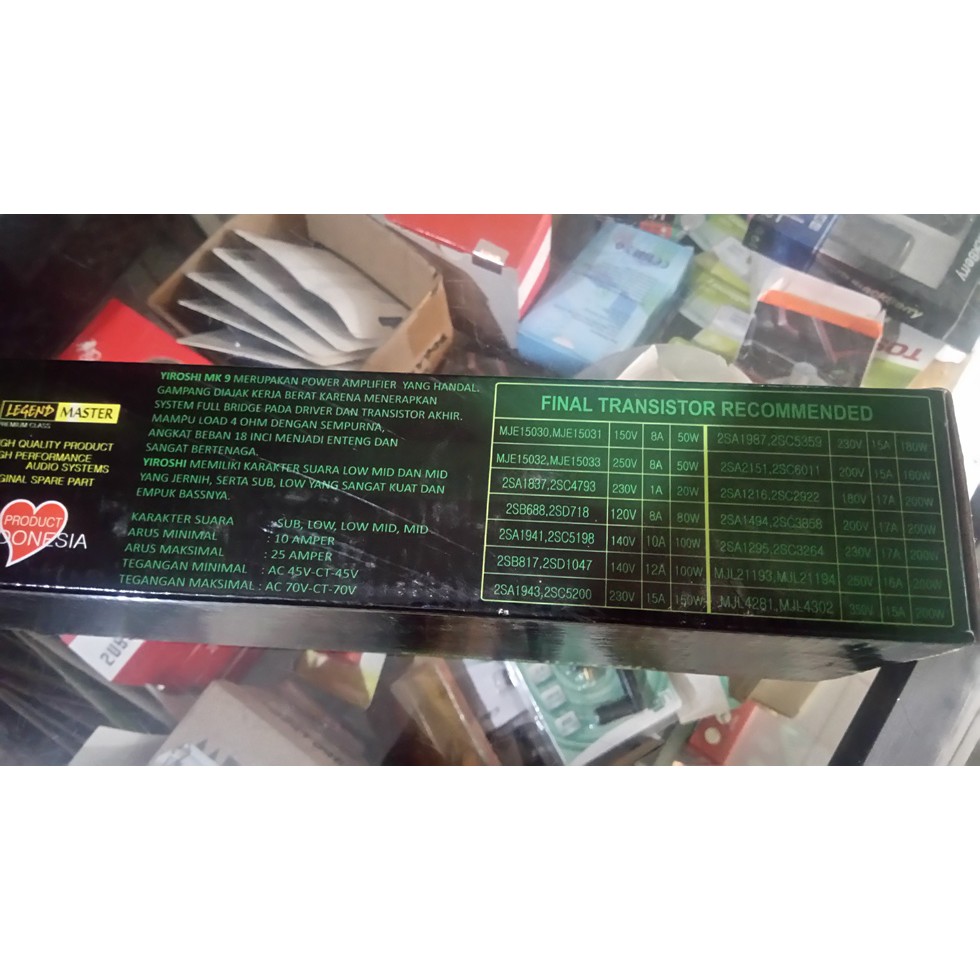 LEGEND MASTER
PREMIUM CLASS
GH QUALITY PRODUCT
GH PERFORMANCE
AUDIO SYSTEMS
GINAL SPARE PART
PRODUCT
DONESIA
YIROSHI MK 9 MERUPAKAN POWER AMPLIFIER YANG HANDAL,
GAMPANG DIAJAK KERJA BERAT KARENA MENERAPKAN
SYSTEM FULL BRIDGE PADA DRIVER DAN TRANSISTOR AKHIR.
MAMPU LOAD 4 OHM DENGAN SEMPURNA,
ANGKAT BEBAN 18 INCI MENJADI ENTENG DAN
SANGAT BERTENAGA.
YIROSHI MEMILIKI KARAKTER SUARA LOW MID DAN MID
YANG JERNIH, SERTA SUB, LOW YANG SANGAT KUAT DAN
EMPUK BASSNYA.
KARAKTER SUARA : SUB, LOW, LOW MID, MID
ARUS MINIMAL : 10 AMPER
ARUS MAKSIMAL : 25 AMPER
TEGANGAN MINIMAL : AC 45V-CT-45V
TEGANGAN MAKSIMAL : AC 70V-CT-70V
FINAL TRANSISTOR RECOMMENDED
MJE15030,MJE15031 150V 8A 50W 2SA1987,2SC5359 230V 15A 180W
MJE15032,MJE15033 250V 8A 50W 2SA2151,2SC6011 200V 15A 160W
2SA1837,2SC4793 230V 1A 20W 2SA1216,2SC2922 180V 17A 200W
2SB688,2SD718 120V 8A 80W 2SA1494,2SC3858 200V 17A 200W
2SA1941,2SC5198 140V 10A 100W 2SA1295,2SC3264 230V 17A 200W
2SB817,2SD1047 140V 12A 100W MJL21193,MJL21194 250V 16A 200W
2SA1943,2SC5200 230V 15A 150W MJL4281,MJL4302 350V 15A 200W